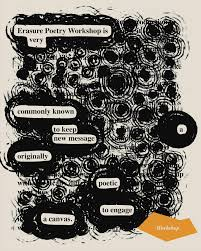 Erasure Poetry Workshop is
very
commonly known
to keep
a
new message
originally
poetic
to engage
a canvas.
Workshop